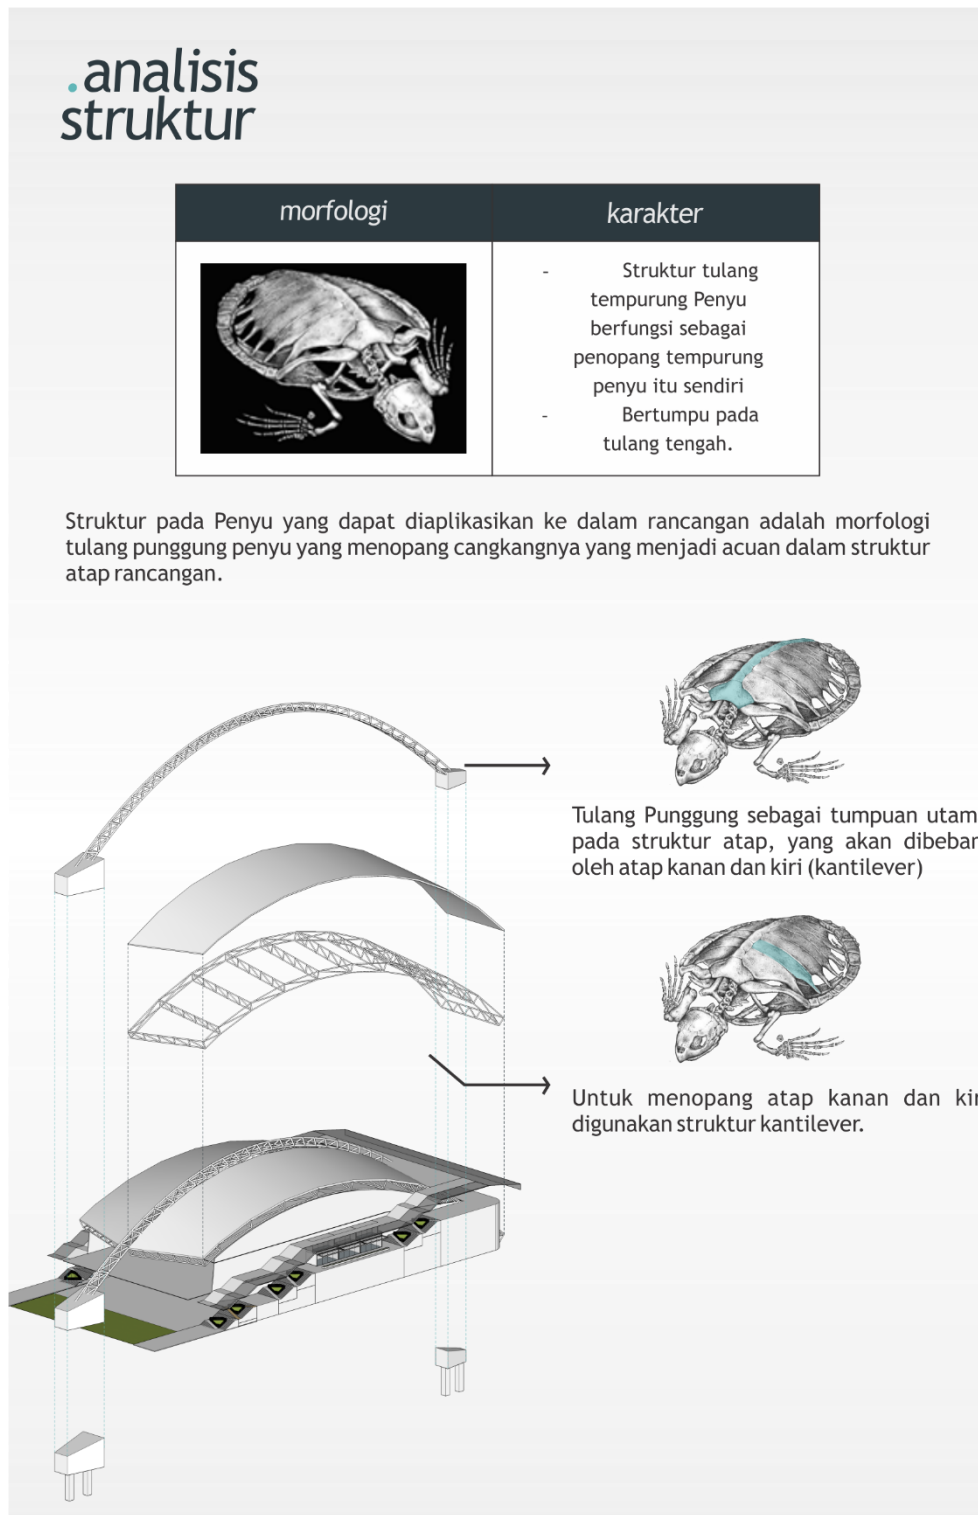 .analisis
struktur
morfologi
karakter
- Struktur tulang
tempurung Penyu
berfungsi sebagai
penopang tempurung
penyu itu sendiri
- Bertumpu pada
tulang tengah.
Struktur pada Penyu yang dapat diaplikasikan ke dalam rancangan adalah morfologi
tulang punggung penyu yang menopang cangkangnya yang menjadi acuan dalam struktur
atap rancangan.
Tulang Punggung sebagai tumpuan utam
pada struktur atap, yang akan dibeban
oleh atap kanan dan kiri (kantilever)
Untuk menopang atap kanan dan kir
digunakan struktur kantilever.